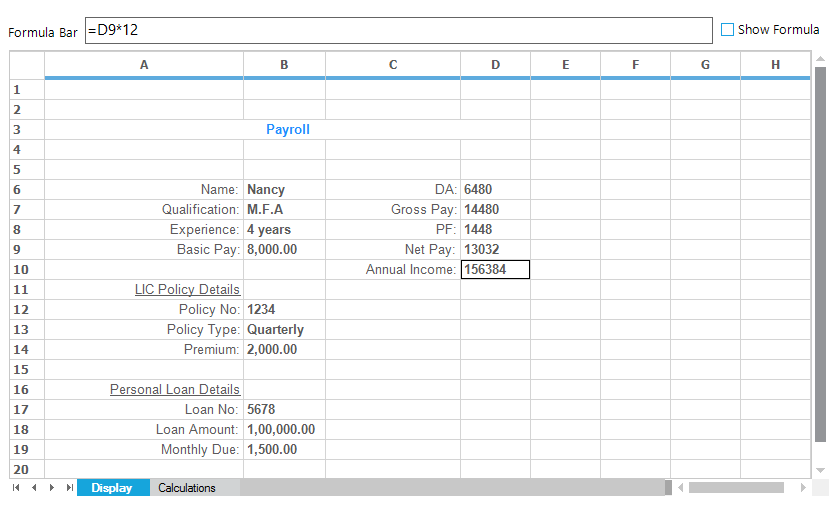 Formula Bar =D9*12 Show Formula
A B C D E F G H
1
2
3 Payroll
4
5
6 Name: Nancy DA: 6480
7 Qualification: M.F.A Gross Pay: 14480
8 Experience: 4 years PF: 1448
9 Basic Pay: 8,000.00 Net Pay: 13032
10 Annual Income: 156384
11 LIC Policy Details
12 Policy No: 1234
13 Policy Type: Quarterly
14 Premium: 2,000.00
15
16 Personal Loan Details
17 Loan No: 5678
18 Loan Amount: 1,00,000.00
19 Monthly Due: 1,500.00
20
Display Calculations